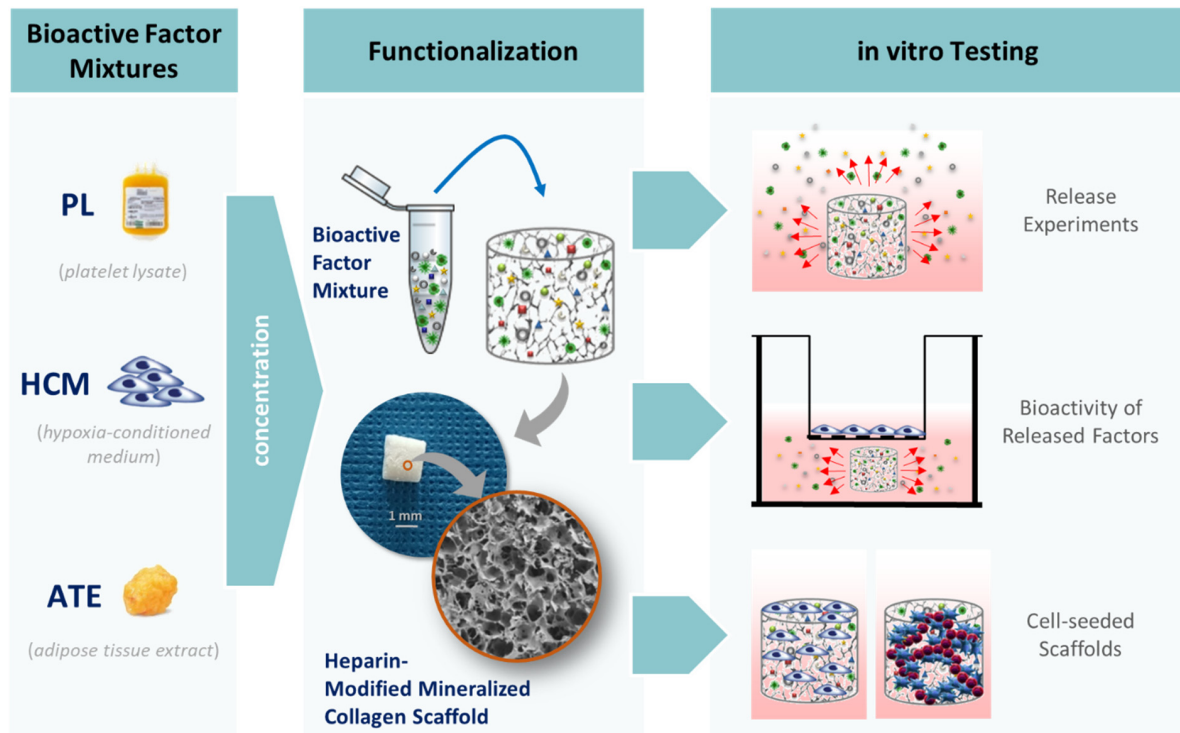 Bioactive Factor
Mixtures
PL
(platelet lysate)
HCM
(hypoxia-conditioned
medium)
ATE
(adipose tissue extract)
concentration
Functionalization
Bioactive
Factor
Mixture
1 mm
Heparin-
Modified Mineralized
Collagen Scaffold
in vitro Testing
Release
Experiments
Bioactivity of
Released Factors
Cell-seeded
Scaffolds